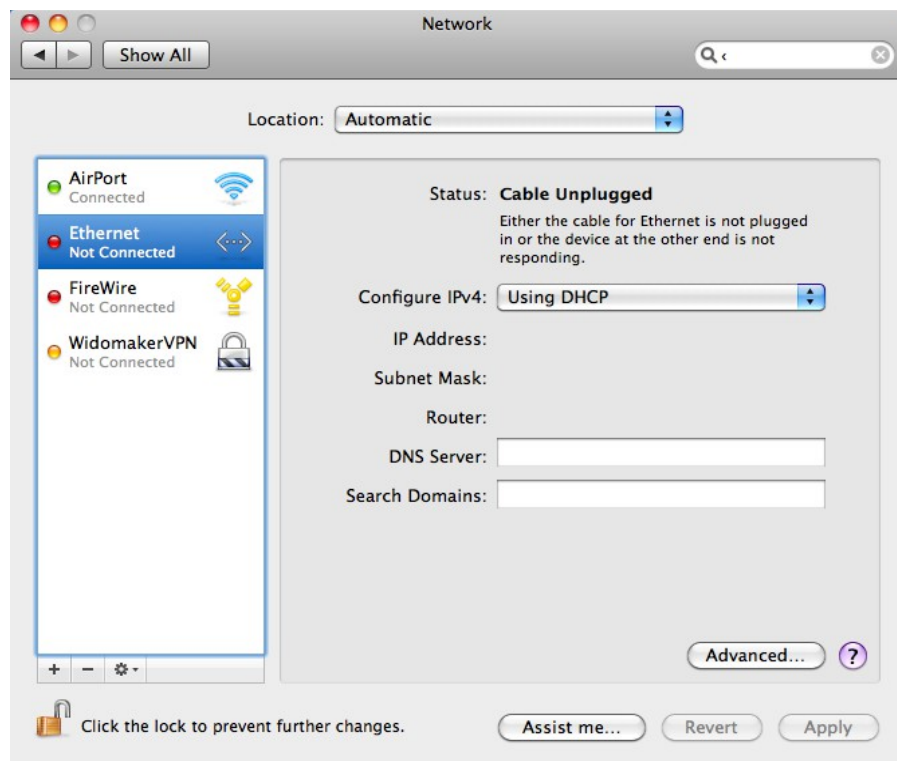 Network
Show All
‹
Location: Automatic
AirPort
Connected
Ethernet
Not Connected
FireWire
Not Connected
WidomakerVPN
Not Connected
Status: Cable Unplugged
Either the cable for Ethernet is not plugged
in or the device at the other end is not
responding.
Configure IPv4: Using DHCP
IP Address:
Subnet Mask:
Router:
DNS Server:
Search Domains:
Advanced... ?
+ −
Click the lock to prevent further changes.
Assist me... Revert Apply